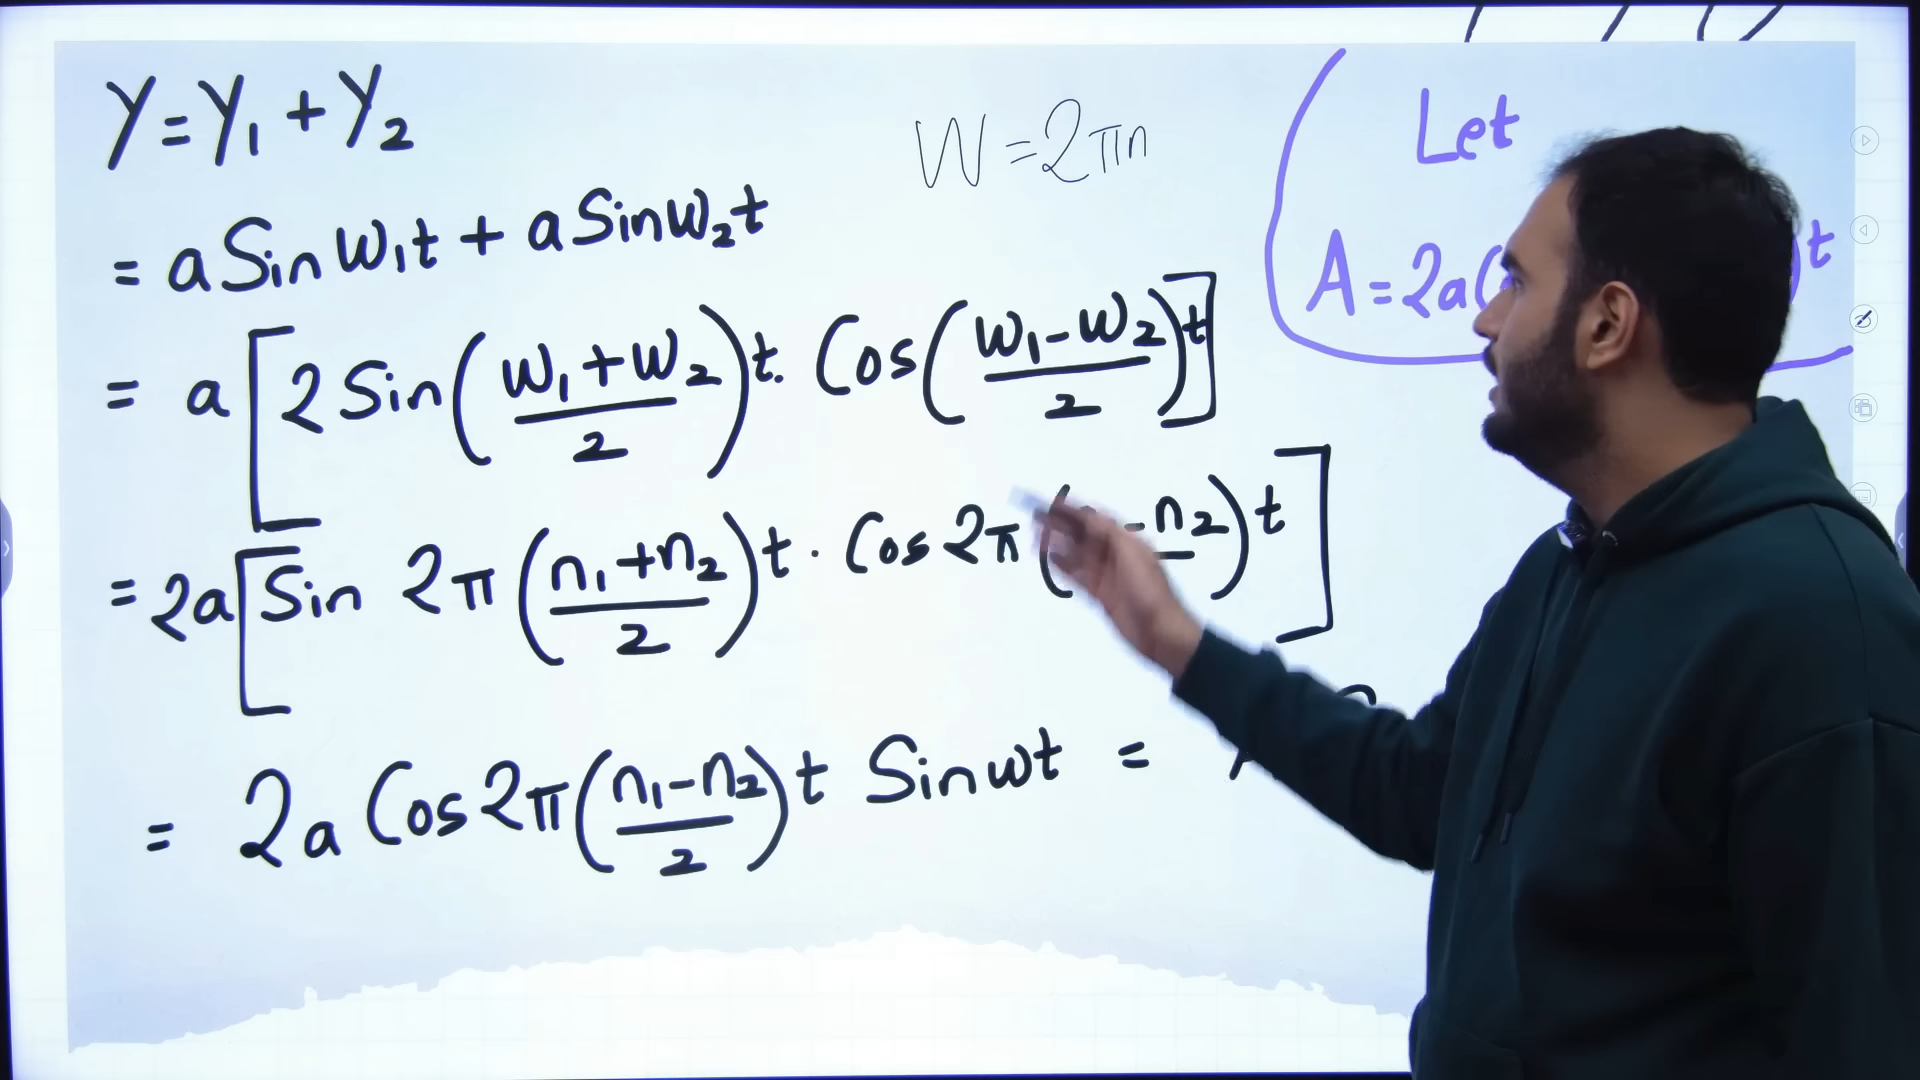 Y = Y₁ + Y₂
W = 2πn
= a Sin W₁t + a Sin W₂t
= a [ 2 Sin ( (W₁ + W₂) / 2 ) t . Cos ( (W₁ - W₂) / 2 ) t ]
= 2a [ Sin 2π ( (n₁ + n₂) / 2 ) t . Cos 2π ( - n₂ ) t ]
= 2a Cos 2π ( (n₁ - n₂) / 2 ) t Sin wt =
Let
A = 2a( )t